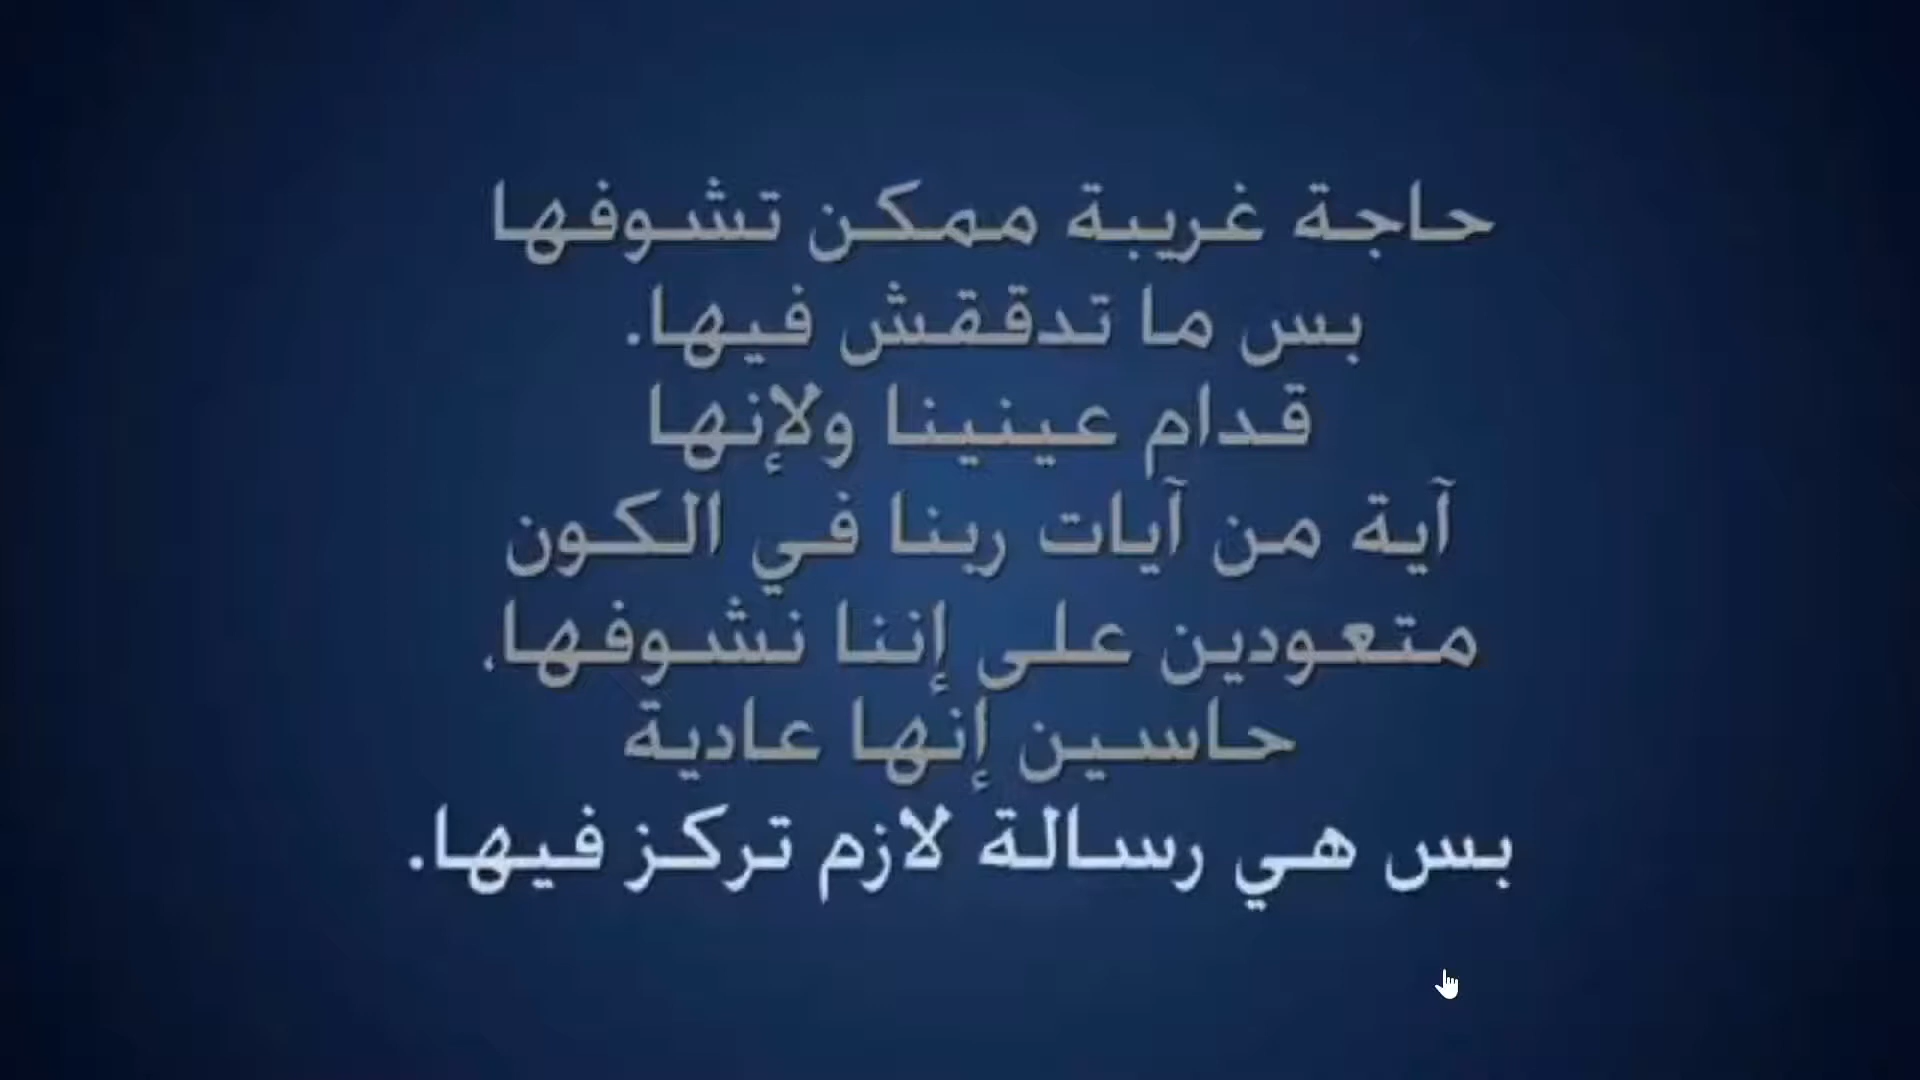 حاجة غريبة ممكن تشوفها
بس ما تدققش فيها.
قدام عينينا ولإنها
آية من آيات ربنا في الكون
متعودين على إننا نشوفها،
حاسين إنها عادية
بس هي رسالة لازم تركز فيها.